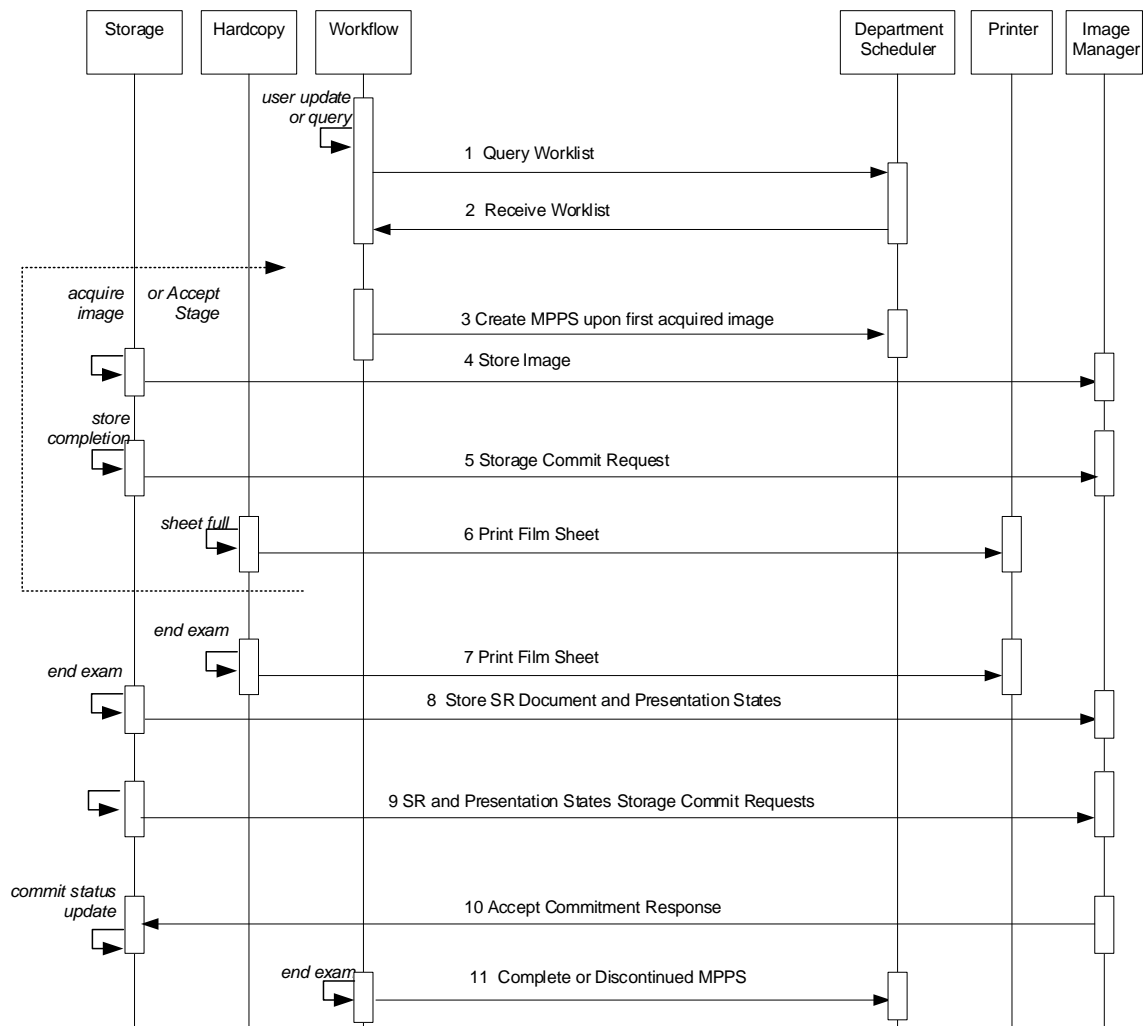 Storage
Hardcopy
Workflow
Department
Scheduler
Printer
Image
Manager
user update
or query
1 Query Worklist
2 Receive Worklist
acquire
image
or Accept
Stage
3 Create MPPS upon first acquired image
4 Store Image
store
completion
5 Storage Commit Request
sheet full
6 Print Film Sheet
end exam
7 Print Film Sheet
end exam
8 Store SR Document and Presentation States
9 SR and Presentation States Storage Commit Requests
commit status
update
10 Accept Commitment Response
end exam
11 Complete or Discontinued MPPS